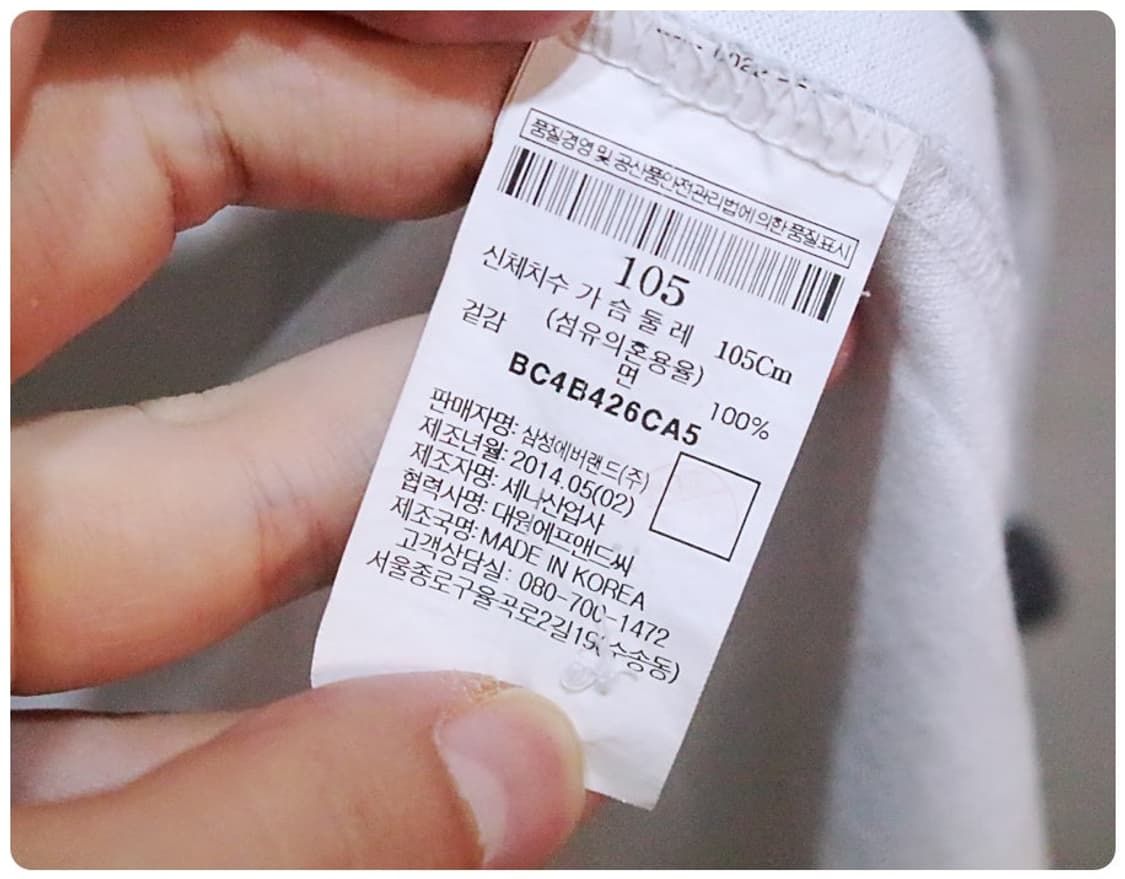 품질경영 및 공산품안전관리법에 의한 품질표시
105
신체치수 가슴둘레 105Cm
겉감 (섬유의혼용율)
면 100%
BC4B426CA5
판매자명: 삼성에버랜드(주)
제조년월: 2014.05(02)
제조자명: 세나산업사
협력사명: 대원에프앤드씨
제조국명: MADE IN KOREA
고객상담실: 080-700-1472
서울종로구율곡로2길 수송동)